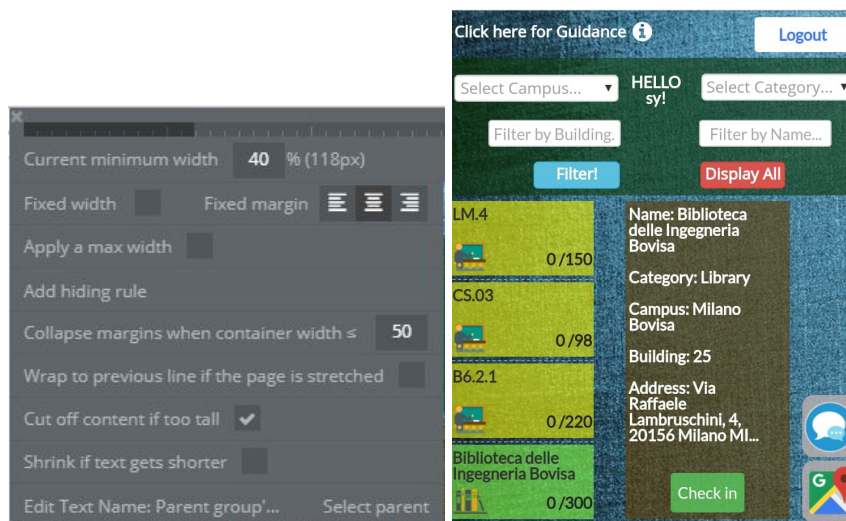 Current minimum width 40 % (118px)
Fixed width Fixed margin
Apply a max width
Add hiding rule
Collapse margins when container width ≤ 50
Wrap to previous line if the page is stretched
Cut off content if too tall
Shrink if text gets shorter
Edit Text Name: Parent group'... Select parent
Click here for Guidance
Logout
Select Campus...
HELLO
sy!
Select Category...
Filter by Building.
Filter by Name...
Filter!
Display All
LM.4
0 /150
CS.03
0 /98
B6.2.1
0 /220
Biblioteca delle
Ingegneria Bovisa
0 /300
Name: Biblioteca
delle Ingegneria
Bovisa
Category: Library
Campus: Milano
Bovisa
Building: 25
Address: Via
Raffaele
Lambruschini, 4,
20156 Milano MI...
Check in
G